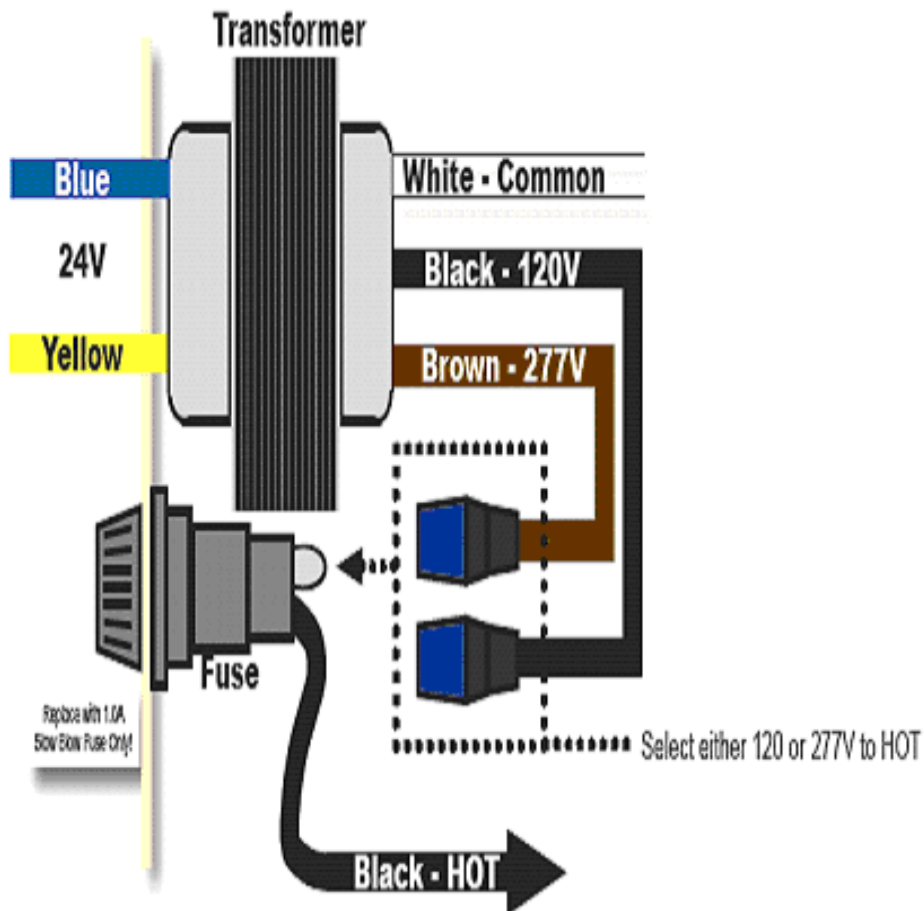 Transformer
Blue
White - Common
24V
Black - 120V
Yellow
Brown - 277V
Fuse
Replace with 1.0A
Slow Blow Fuse Only!
Select either 120 or 277V to HOT
Black - HOT